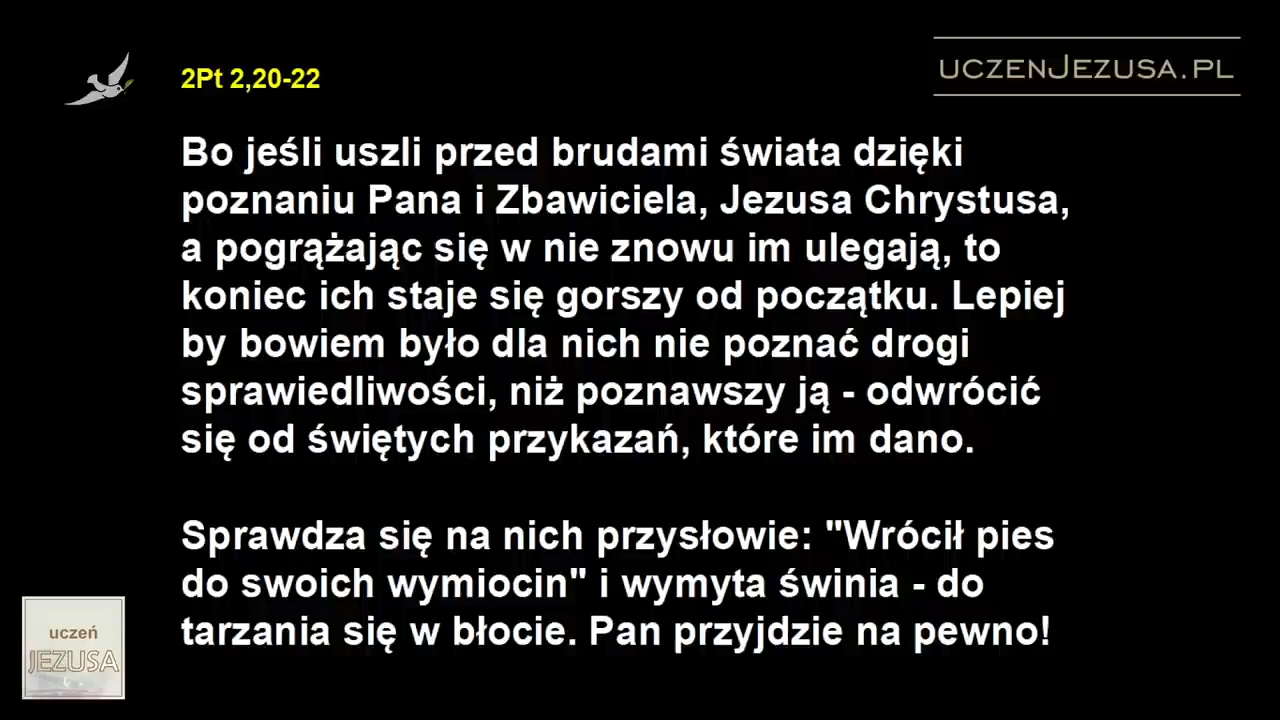 2Pt 2,20-22
UCZENJEZUSA.PL
Bo jeśli uszli przed brudami świata dzięki
poznaniu Pana i Zbawiciela, Jezusa Chrystusa,
a pogrążając się w nie znowu im ulegają, to
koniec ich staje się gorszy od początku. Lepiej
by bowiem było dla nich nie poznać drogi
sprawiedliwości, niż poznawszy ją - odwrócić
się od świętych przykazań, które im dano.
Sprawdza się na nich przysłowie: "Wrócił pies
do swoich wymiocin" i wymyta świnia - do
tarzania się w błocie. Pan przyjdzie na pewno!
uczeń
JEZUSA